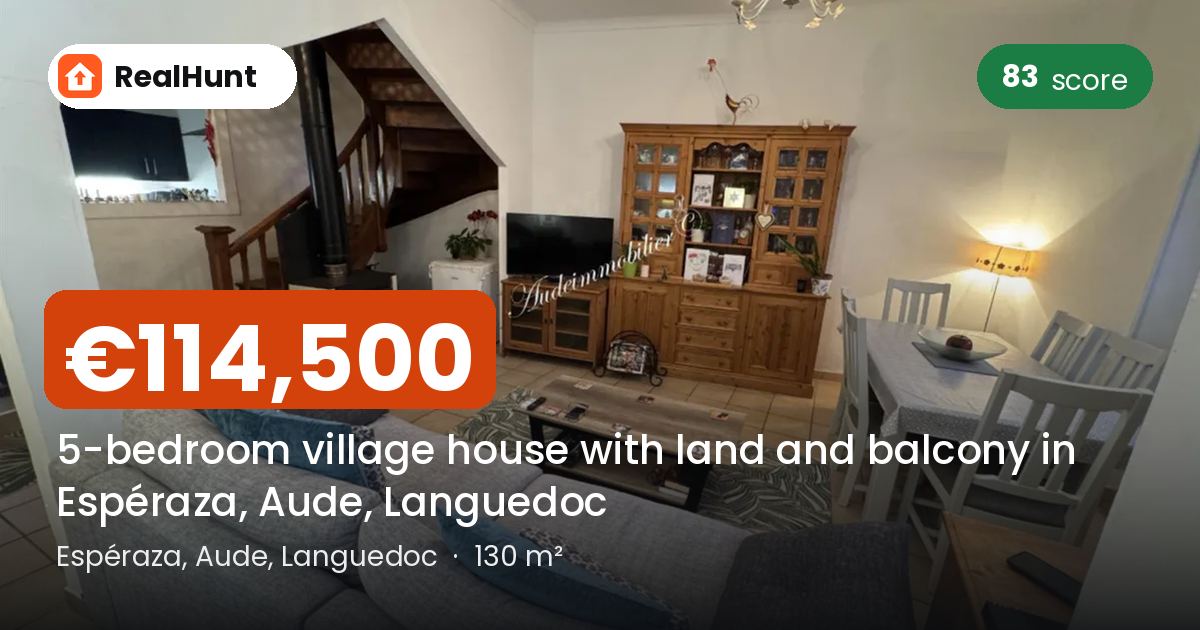 RealHunt
83 score
Audeimmobilier ©
€114,500
5-bedroom village house with land and balcony in
Espéraza, Aude, Languedoc
Espéraza, Aude, Languedoc · 130 m²